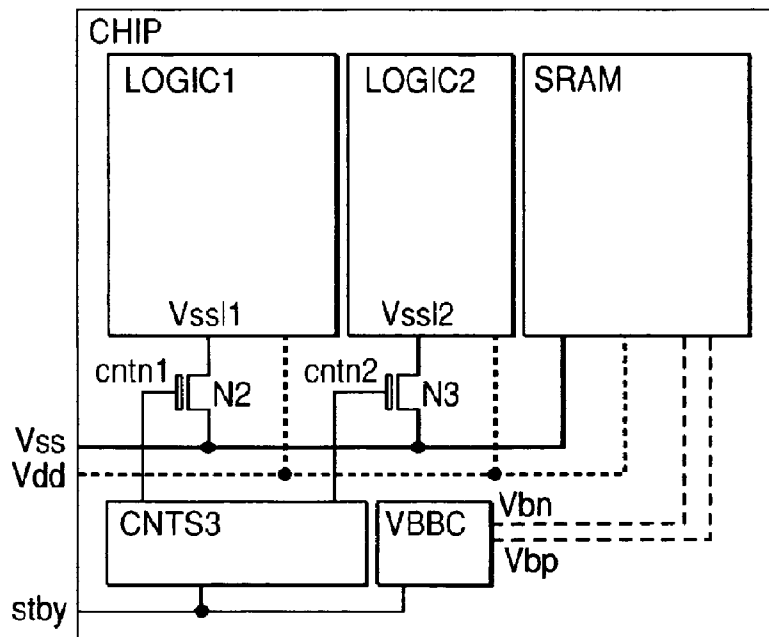 CHIP
LOGIC1
LOGIC2
SRAM
Vssl1
Vssl2
cntn1
N2
cntn2
N3
Vss
Vdd
CNTS3
VBBC
Vbn
Vbp
stby